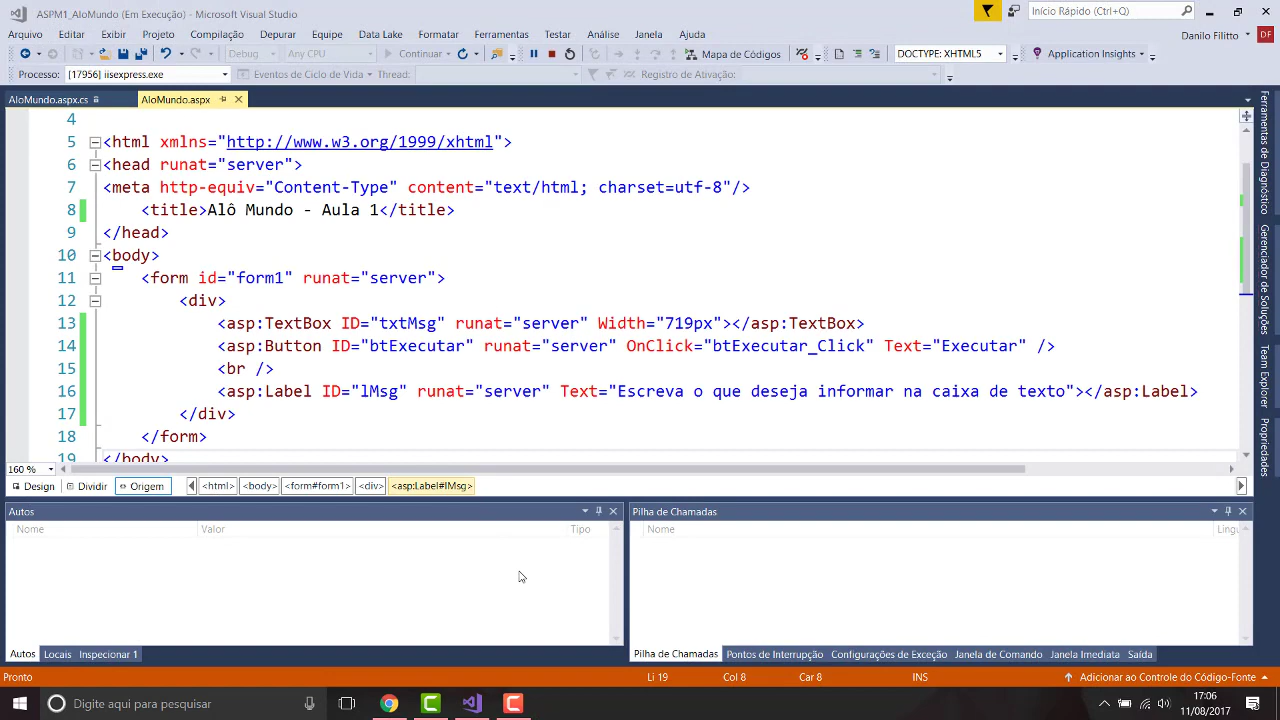 ASPM1_AloMundo (Em Execução) - Microsoft Visual Studio
Início Rápido (Ctrl+Q)
Arquivo Editar Exibir Projeto Compilação Depurar Equipe Data Lake Formatar Ferramentas Testar Análise Janela Ajuda
Danilo Filitto DF
Debug Any CPU Continuar Mapa de Códigos DOCTYPE: XHTML5 Application Insights
Processo: [17956] iisexpress.exe Eventos de Ciclo de Vida Thread: Registro de Ativação:
AloMundo.aspx.cs AloMundo.aspx
4
5 <html xmlns="http://www.w3.org/1999/xhtml">
6 <head runat="server">
7 <meta http-equiv="Content-Type" content="text/html; charset=utf-8"/>
8 <title>Alô Mundo - Aula 1</title>
9 </head>
10 <body>
11 <form id="form1" runat="server">
12 <div>
13 <asp:TextBox ID="txtMsg" runat="server" Width="719px"></asp:TextBox>
14 <asp:Button ID="btExecutar" runat="server" OnClick="btExecutar_Click" Text="Executar" />
15 <br />
16 <asp:Label ID="lMsg" runat="server" Text="Escreva o que deseja informar na caixa de texto"></asp:Label>
17 </div>
18 </form>
19 </body>
Ferramentas de Diagnóstico
Gerenciador de Soluções
Team Explorer
Propriedades
160 %
Design Dividir Origem <html> <body> <form#form1> <div> <asp:Label#lMsg>
Autos
Nome Valor Tipo
Autos Locais Inspecionar 1
Pilha de Chamadas
Nome Lingu
Pilha de Chamadas Pontos de Interrupção Configurações de Exceção Janela de Comando Janela Imediata Saída
Pronto Li 19 Col 8 Car 8 INS Adicionar ao Controle do Código-Fonte
Digite aqui para pesquisar
17:06
11/08/2017